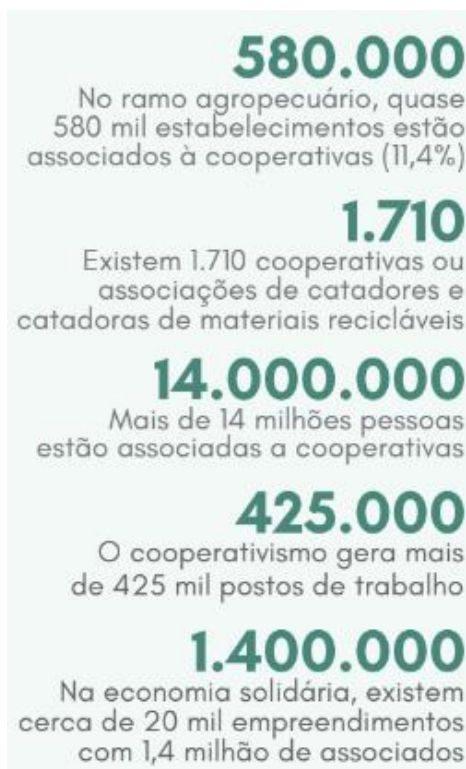 580.000
No ramo agropecuário, quase
580 mil estabelecimentos estão
associados à cooperativas (11,4%)
1.710
Existem 1.710 cooperativas ou
associações de catadores e
catadoras de materiais recicláveis
14.000.000
Mais de 14 milhões pessoas
estão associadas a cooperativas
425.000
O cooperativismo gera mais
de 425 mil postos de trabalho
1.400.000
Na economia solidária, existem
cerca de 20 mil empreendimentos
com 1,4 milhão de associados